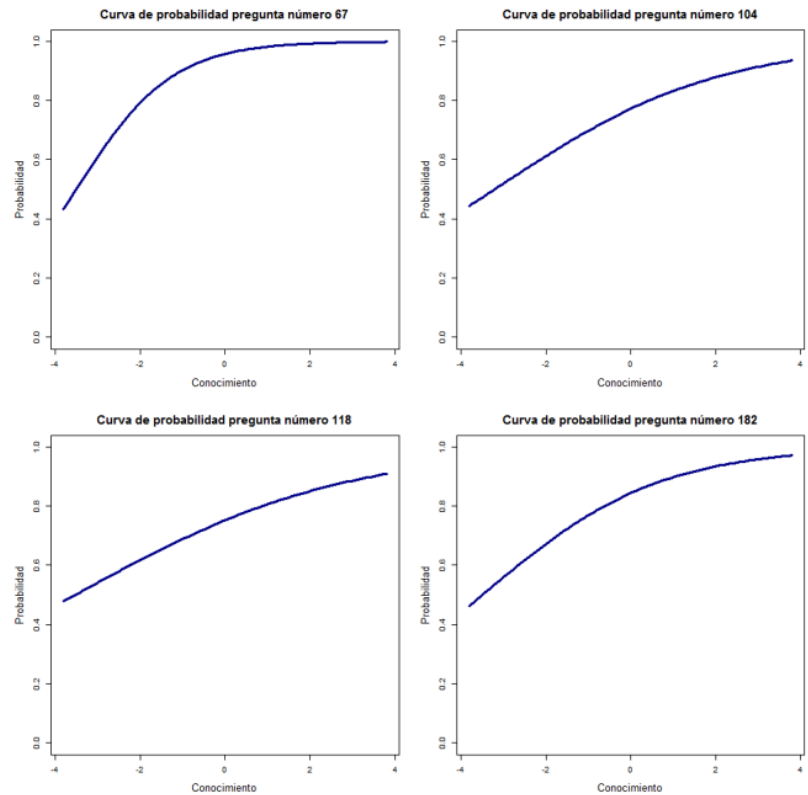 Curva de probabilidad pregunta número 67
Probabilidad
1.0
0.8
0.6
0.4
0.2
0.0
-4 -2 0 2 4
Conocimiento
Curva de probabilidad pregunta número 104
Probabilidad
1.0
0.8
0.6
0.4
0.2
0.0
-4 -2 0 2 4
Conocimiento
Curva de probabilidad pregunta número 118
Probabilidad
1.0
0.8
0.6
0.4
0.2
0.0
-4 -2 0 2 4
Conocimiento
Curva de probabilidad pregunta número 182
Probabilidad
1.0
0.8
0.6
0.4
0.2
0.0
-4 -2 0 2 4
Conocimiento